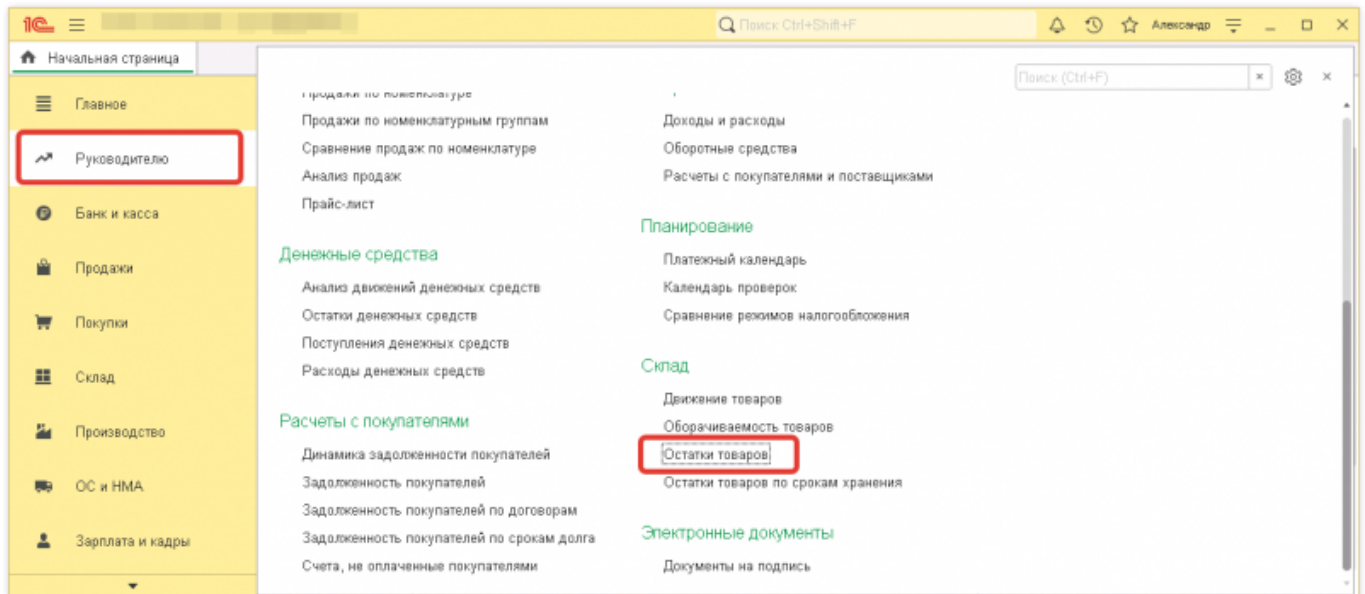 1С
Поиск Ctrl+Shift+F
Александр
Начальная страница
Поиск (Ctrl+F)
Главное
Руководителю
Банк и касса
Продажи
Покупки
Склад
Производство
ОС и НМА
Зарплата и кадры
Продажи по номенклатуре
Продажи по номенклатурным группам
Сравнение продаж по номенклатуре
Анализ продаж
Прайс-лист
Денежные средства
Анализ движений денежных средств
Остатки денежных средств
Поступления денежных средств
Расходы денежных средств
Расчеты с покупателями
Динамика задолженности покупателей
Задолженность покупателей
Задолженность покупателей по договорам
Задолженность покупателей по срокам долга
Счета, не оплаченные покупателями
Доходы и расходы
Оборотные средства
Расчеты с покупателями и поставщиками
Планирование
Платежный календарь
Календарь проверок
Сравнение режимов налогообложения
Склад
Движение товаров
Оборачиваемость товаров
Остатки товаров
Остатки товаров по срокам хранения
Электронные документы
Документы на подпись